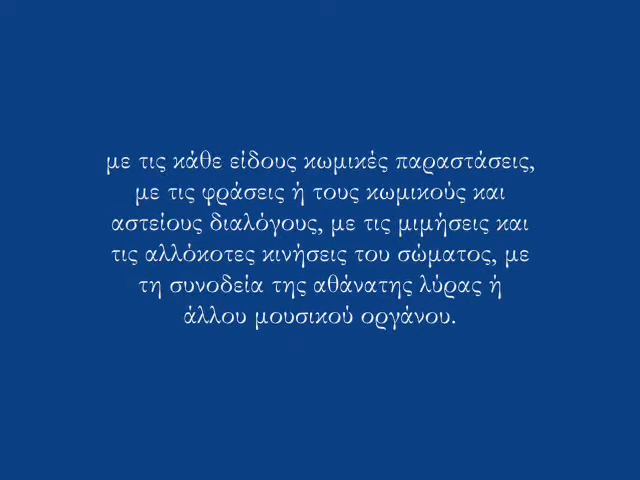 με τις κάθε είδους κωμικές παραστάσεις,
με τις φράσεις ή τους κωμικούς και
αστείους διαλόγους, με τις μιμήσεις και
τις αλλόκοτες κινήσεις του σώματος, με
τη συνοδεία της αθάνατης λύρας ή
άλλου μουσικού οργάνου.